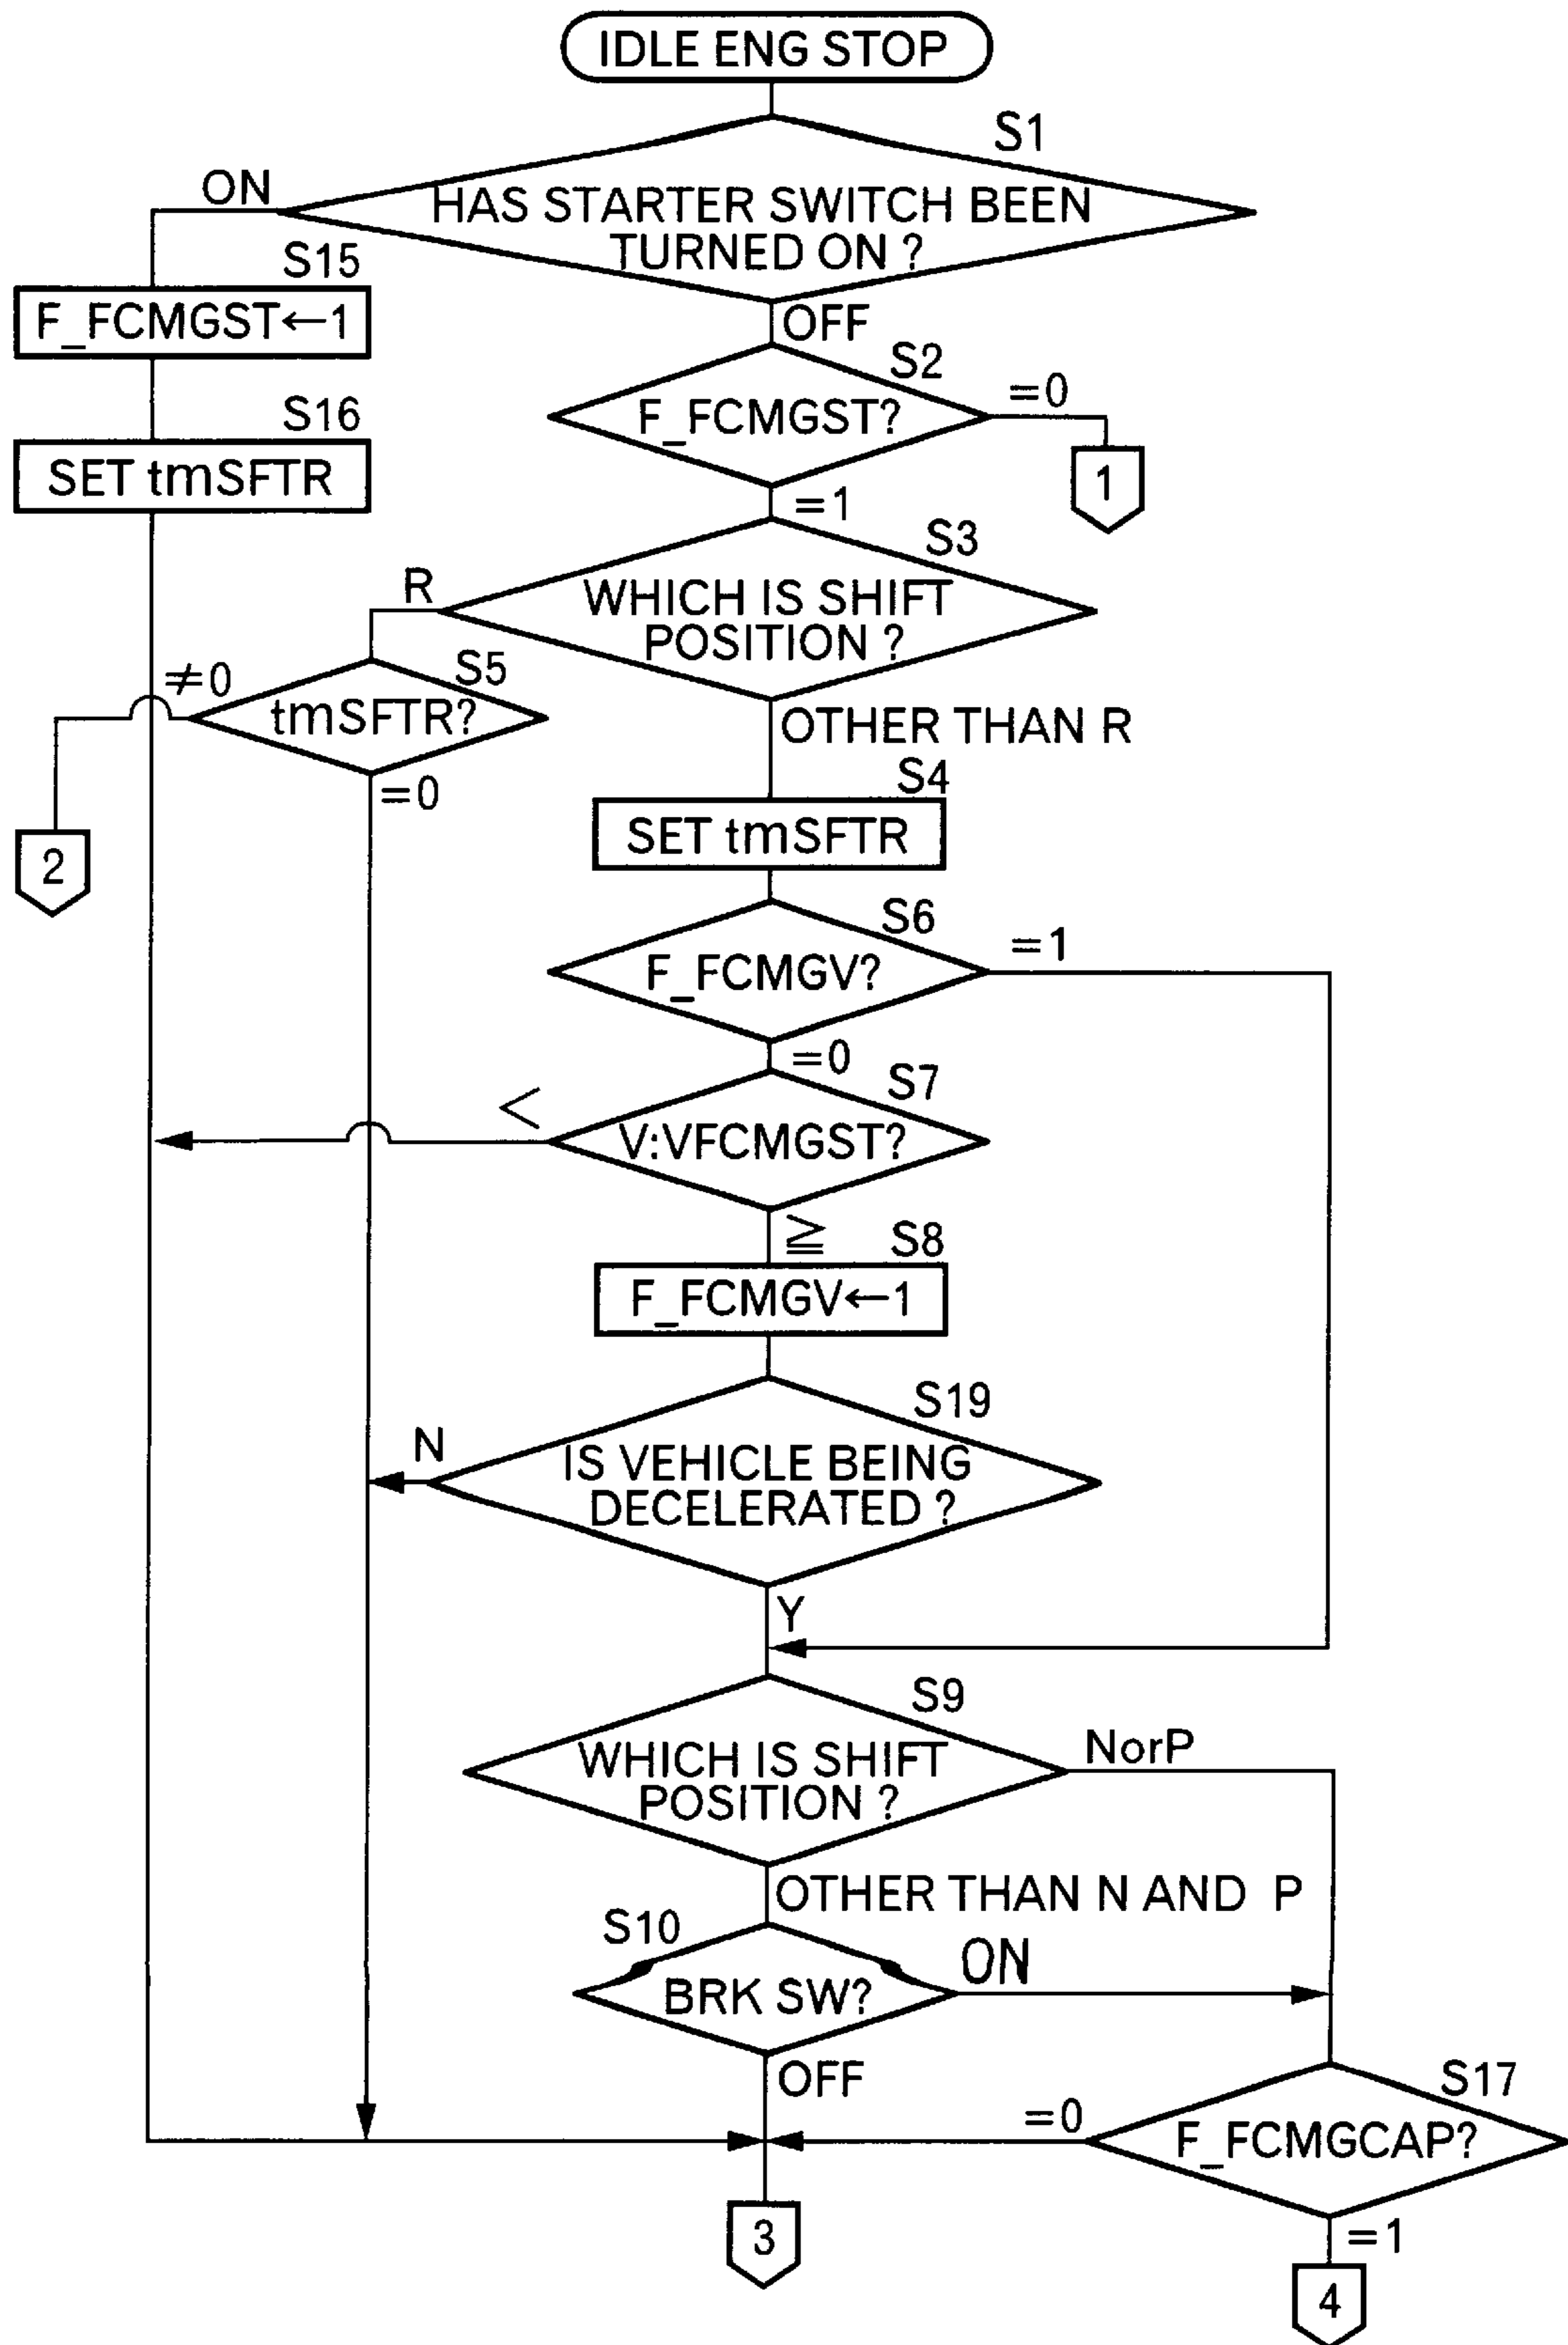 IDLE ENG STOP
S1
ON
HAS STARTER SWITCH BEEN
TURNED ON ?
S15
F_FCMGST←1
OFF
S2
=0
F_FCMGST?
1
S16
SET tmSFTR
=1
S3
R
WHICH IS SHIFT
POSITION ?
≠0
S5
tmSFTR?
OTHER THAN R
=0
2
S4
SET tmSFTR
S6
=1
F_FCMGV?
=0
S7
<
V:VFCMGST?
≧
S8
F_FCMGV←1
S19
N
IS VEHICLE BEING
DECELERATED ?
Y
S9
NorP
WHICH IS SHIFT
POSITION ?
OTHER THAN N AND P
S10
ON
BRK SW?
OFF
S17
=0
F_FCMGCAP?
3
=1
4